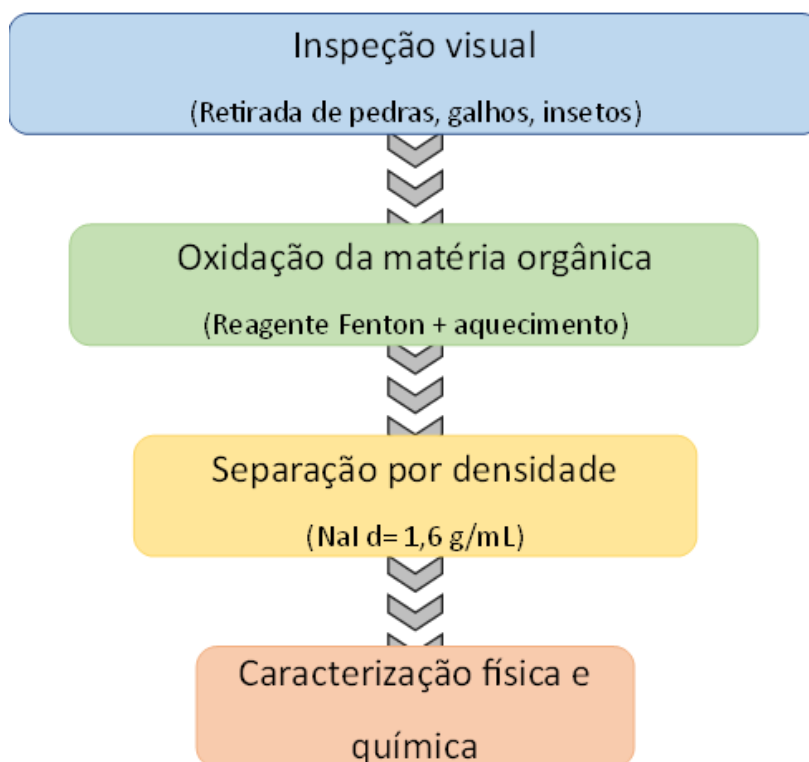 Inspeção visual
(Retirada de pedras, galhos, insetos)
Oxidação da matéria orgânica
(Reagente Fenton + aquecimento)
Separação por densidade
(NaI d= 1,6 g/mL)
Caracterização física e
química